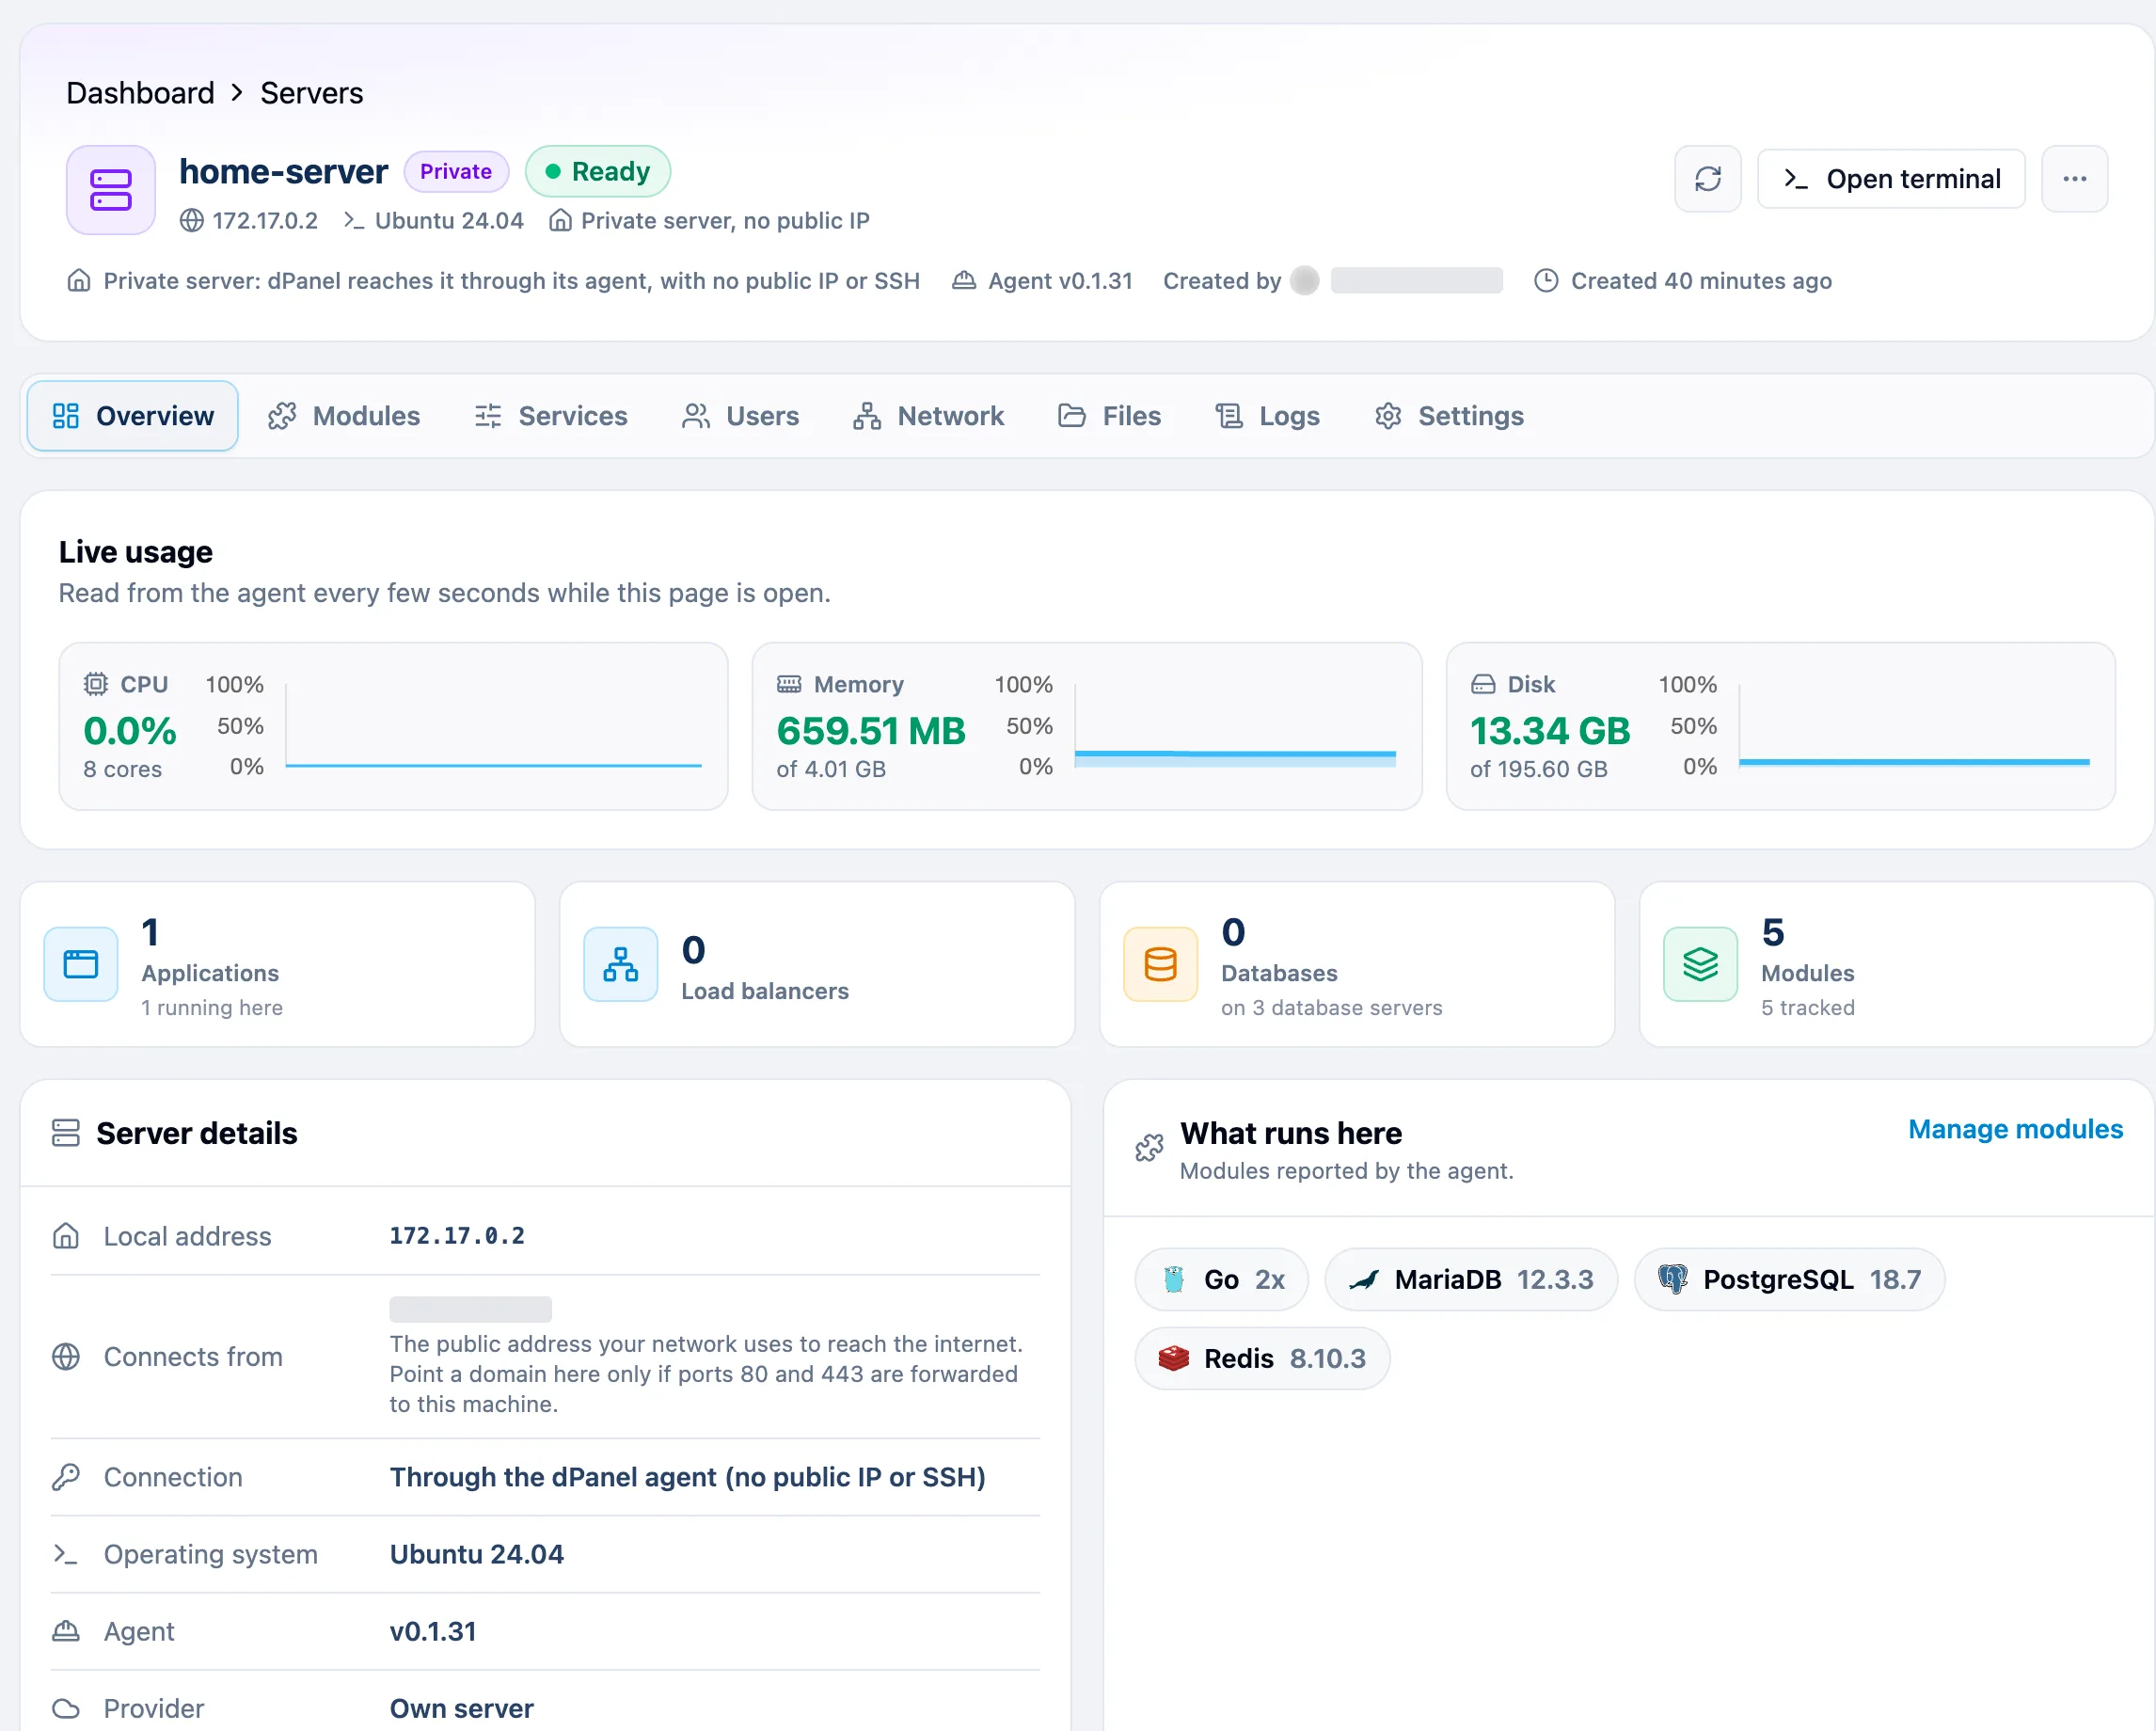 Dashboard > Servers
home-server Private Ready
172.17.0.2 Ubuntu 24.04 Private server, no public IP
Open terminal
Private server: dPanel reaches it through its agent, with no public IP or SSH Agent v0.1.31 Created by Created 40 minutes ago
Overview Modules Services Users Network Files Logs Settings
Live usage
Read from the agent every few seconds while this page is open.
CPU
0.0%
8 cores
100%
50%
0%
Memory
659.51 MB
of 4.01 GB
100%
50%
0%
Disk
13.34 GB
of 195.60 GB
100%
50%
0%
1
Applications
1 running here
0
Load balancers
0
Databases
on 3 database servers
5
Modules
5 tracked
Server details
Local address 172.17.0.2
Connects from
The public address your network uses to reach the internet.
Point a domain here only if ports 80 and 443 are forwarded
to this machine.
Connection Through the dPanel agent (no public IP or SSH)
Operating system Ubuntu 24.04
Agent v0.1.31
Provider Own server
What runs here
Modules reported by the agent.
Manage modules
Go 2x MariaDB 12.3.3 PostgreSQL 18.7
Redis 8.10.3